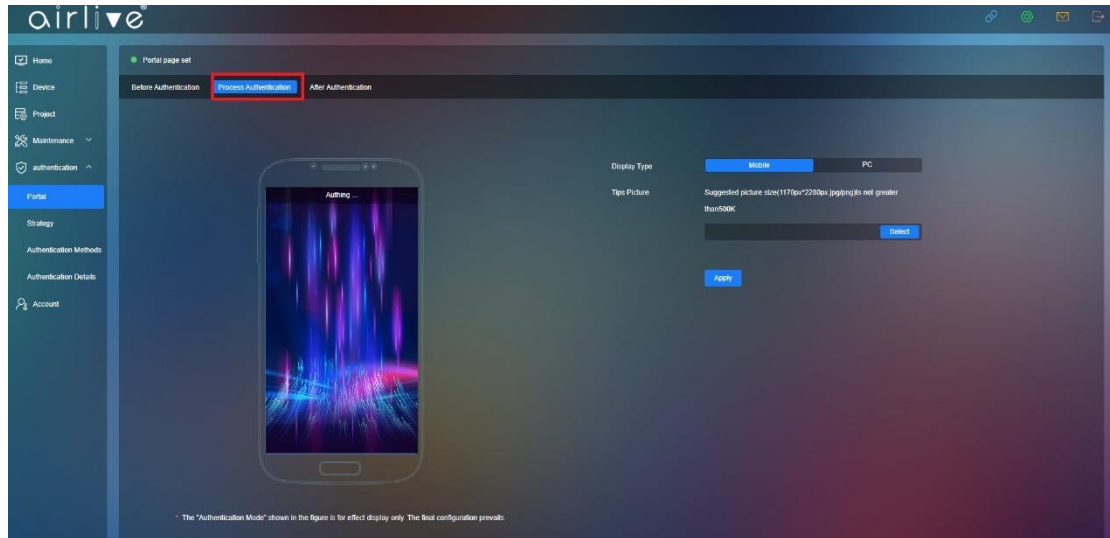 airlive®
Home
Portal page set
Device
Before Authentication Process Authentication After Authentication
Project
Maintenance
authentication
Portal
Strategy
Authentication Methods
Authentication Details
Account
Authing ...
Display Type Mobile PC
Tips Picture Suggested picture size(1170px*2280px.jpg/png)is not greater
than500K
Select
Apply
* The "Authentication Mode" shown in the figure is for effect display only. The final configuration prevails.